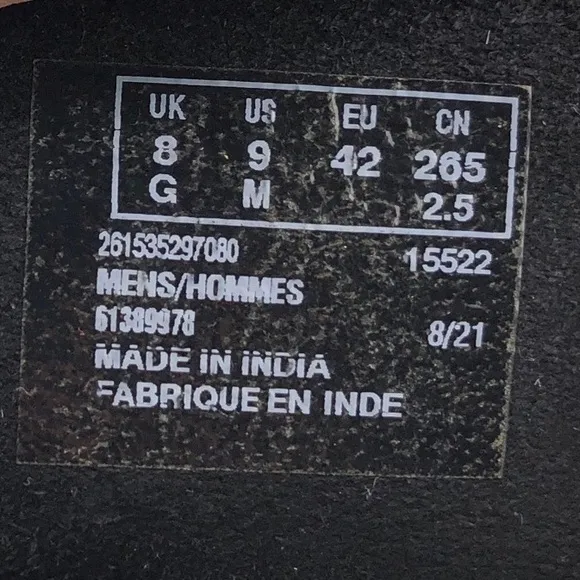 UK US EU CN
8 9 42 265
G M 2.5
261535297080 15522
MENS/HOMMES
61389978 8/21
MADE IN INDIA
FABRIQUE EN INDE